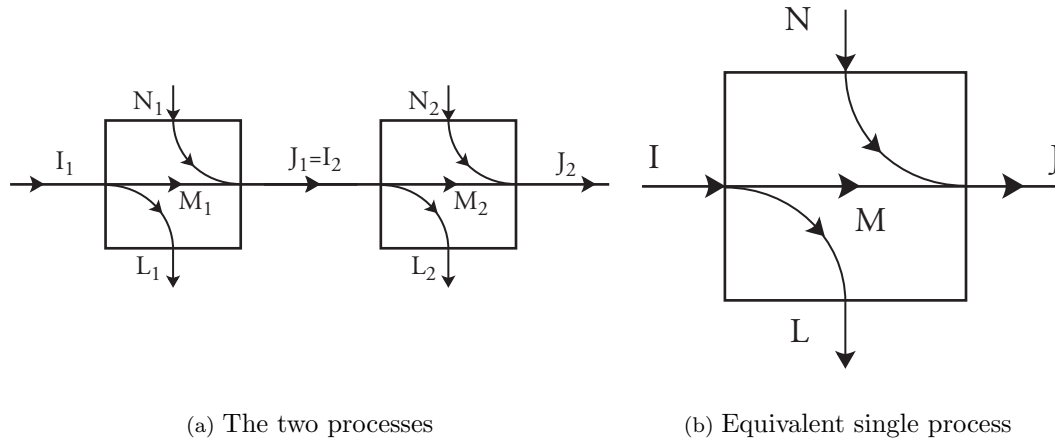 N
N₁
N₂
I₁
J₁=I₂
J₂
I
J
M₁
M₂
M
L₁
L₂
L
(a) The two processes
(b) Equivalent single process